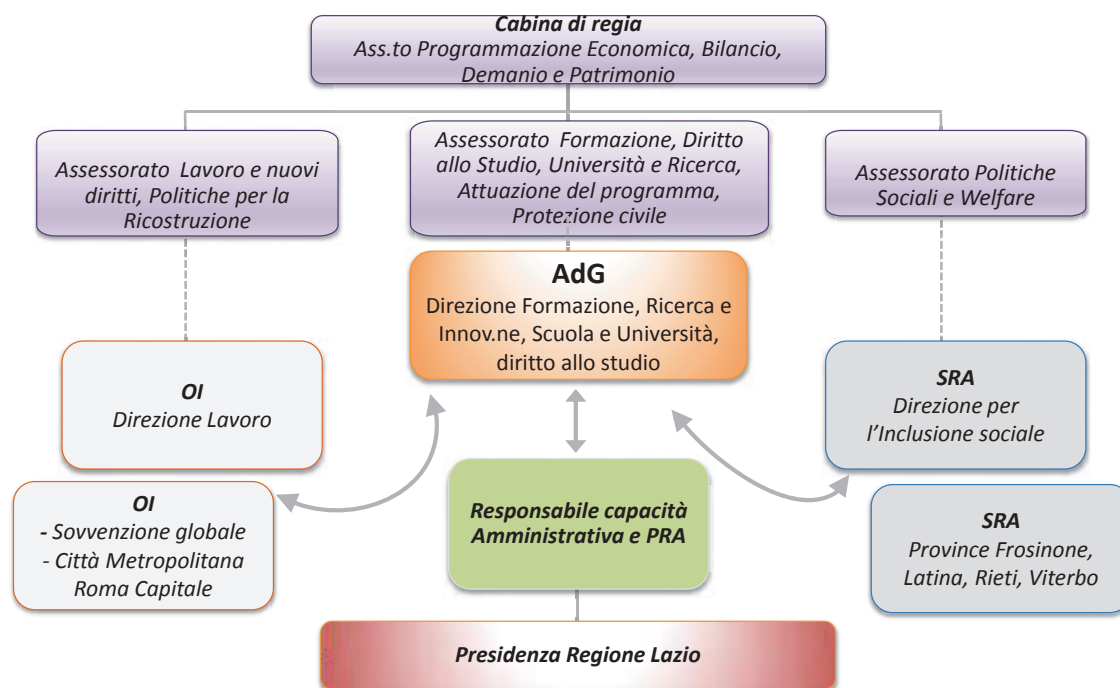 Cabina di regia
Ass.to Programmazione Economica, Bilancio,
Demanio e Patrimonio
Assessorato Lavoro e nuovi
diritti, Politiche per la
Ricostruzione
Assessorato Formazione, Diritto
allo Studio, Università e Ricerca,
Attuazione del programma,
Protezione civile
Assessorato Politiche
Sociali e Welfare
AdG
Direzione Formazione, Ricerca e
Innov.ne, Scuola e Università,
diritto allo studio
OI
Direzione Lavoro
SRA
Direzione per
l’Inclusione sociale
OI
- Sovvenzione globale
- Città Metropolitana
Roma Capitale
Responsabile capacità
Amministrativa e PRA
SRA
Province Frosinone,
Latina, Rieti, Viterbo
Presidenza Regione Lazio